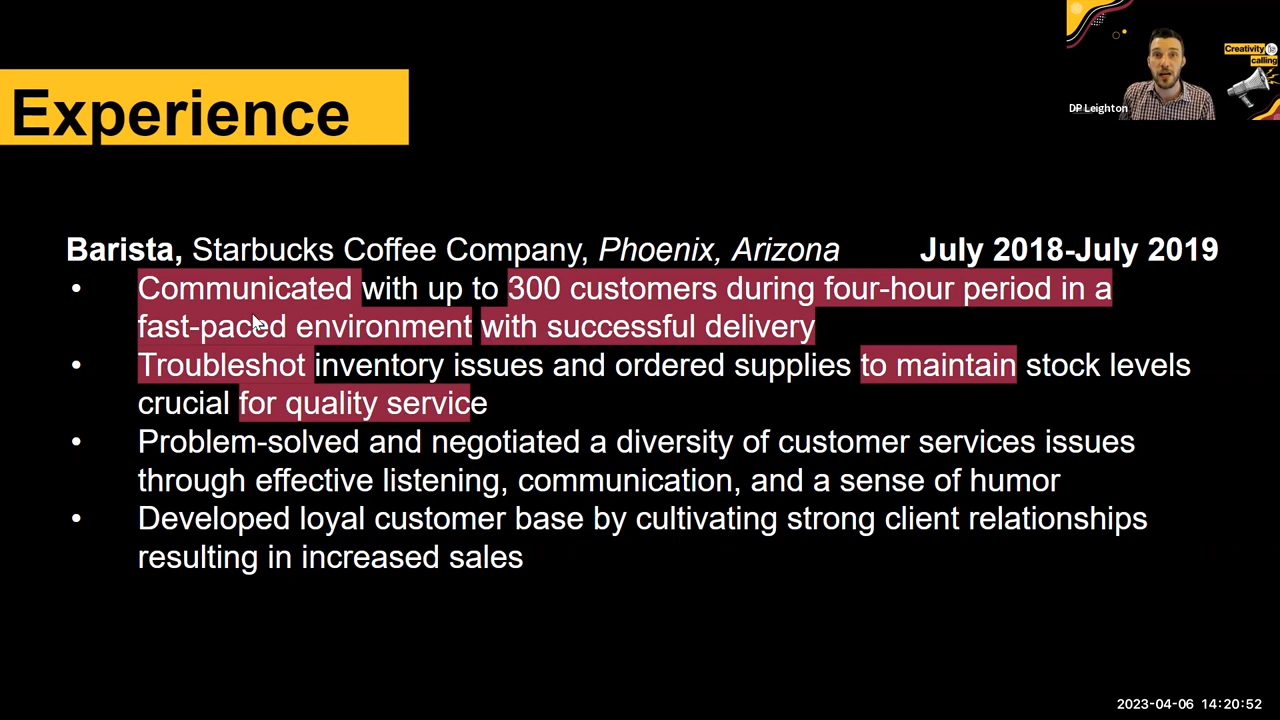 Creativity is
calling
DP Leighton
Experience
Barista, Starbucks Coffee Company, Phoenix, Arizona July 2018-July 2019
• Communicated with up to 300 customers during four-hour period in a
fast-paced environment with successful delivery
• Troubleshot inventory issues and ordered supplies to maintain stock levels
crucial for quality service
• Problem-solved and negotiated a diversity of customer services issues
through effective listening, communication, and a sense of humor
• Developed loyal customer base by cultivating strong client relationships
resulting in increased sales
2023-04-06 14:20:52